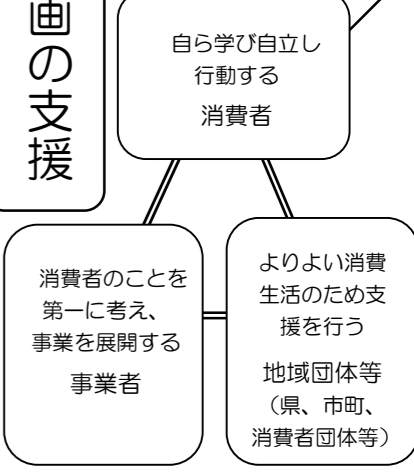 画の支援
自ら学び自立し
行動する
消費者
消費者のことを
第一に考え、
事業を展開する
事業者
よりよい消費
生活のため支
援を行う
地域団体等
（県、市町、
消費者団体等）